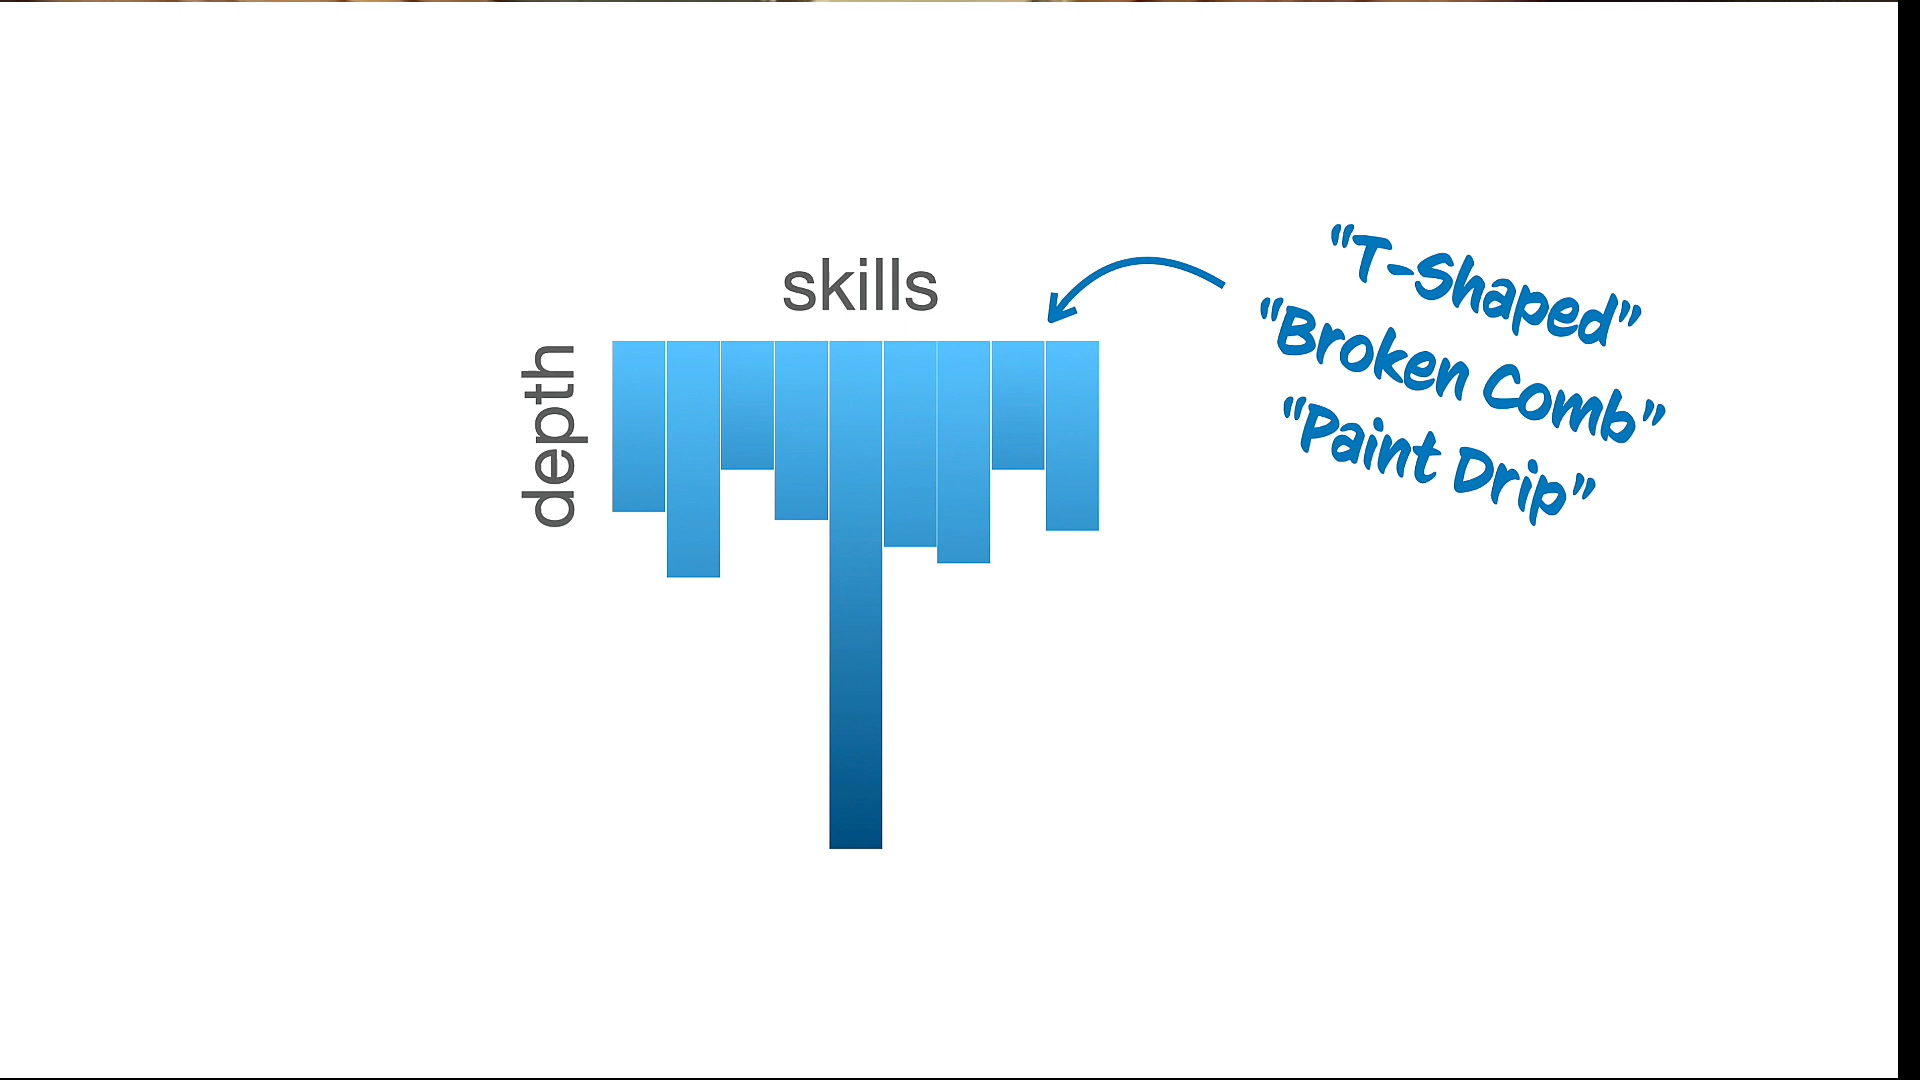 skills
depth
“T-Shaped”
“Broken Comb”
“Paint Drip”